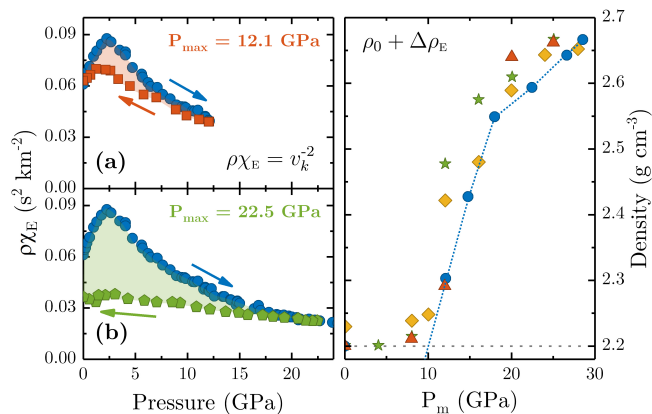 P_max = 12.1 GPa
(a)
ρχ_E = v_k^-2
0.09
0.06
0.03
0.00
P_max = 22.5 GPa
(b)
0.09
0.06
0.03
0.00
0 5 10 15 20
Pressure (GPa)
ρχ_E (s² km⁻²)
ρ₀ + Δρ_E
2.7
2.6
2.5
2.4
2.3
2.2
0 10 20 30
P_m (GPa)
Density (g cm⁻³)